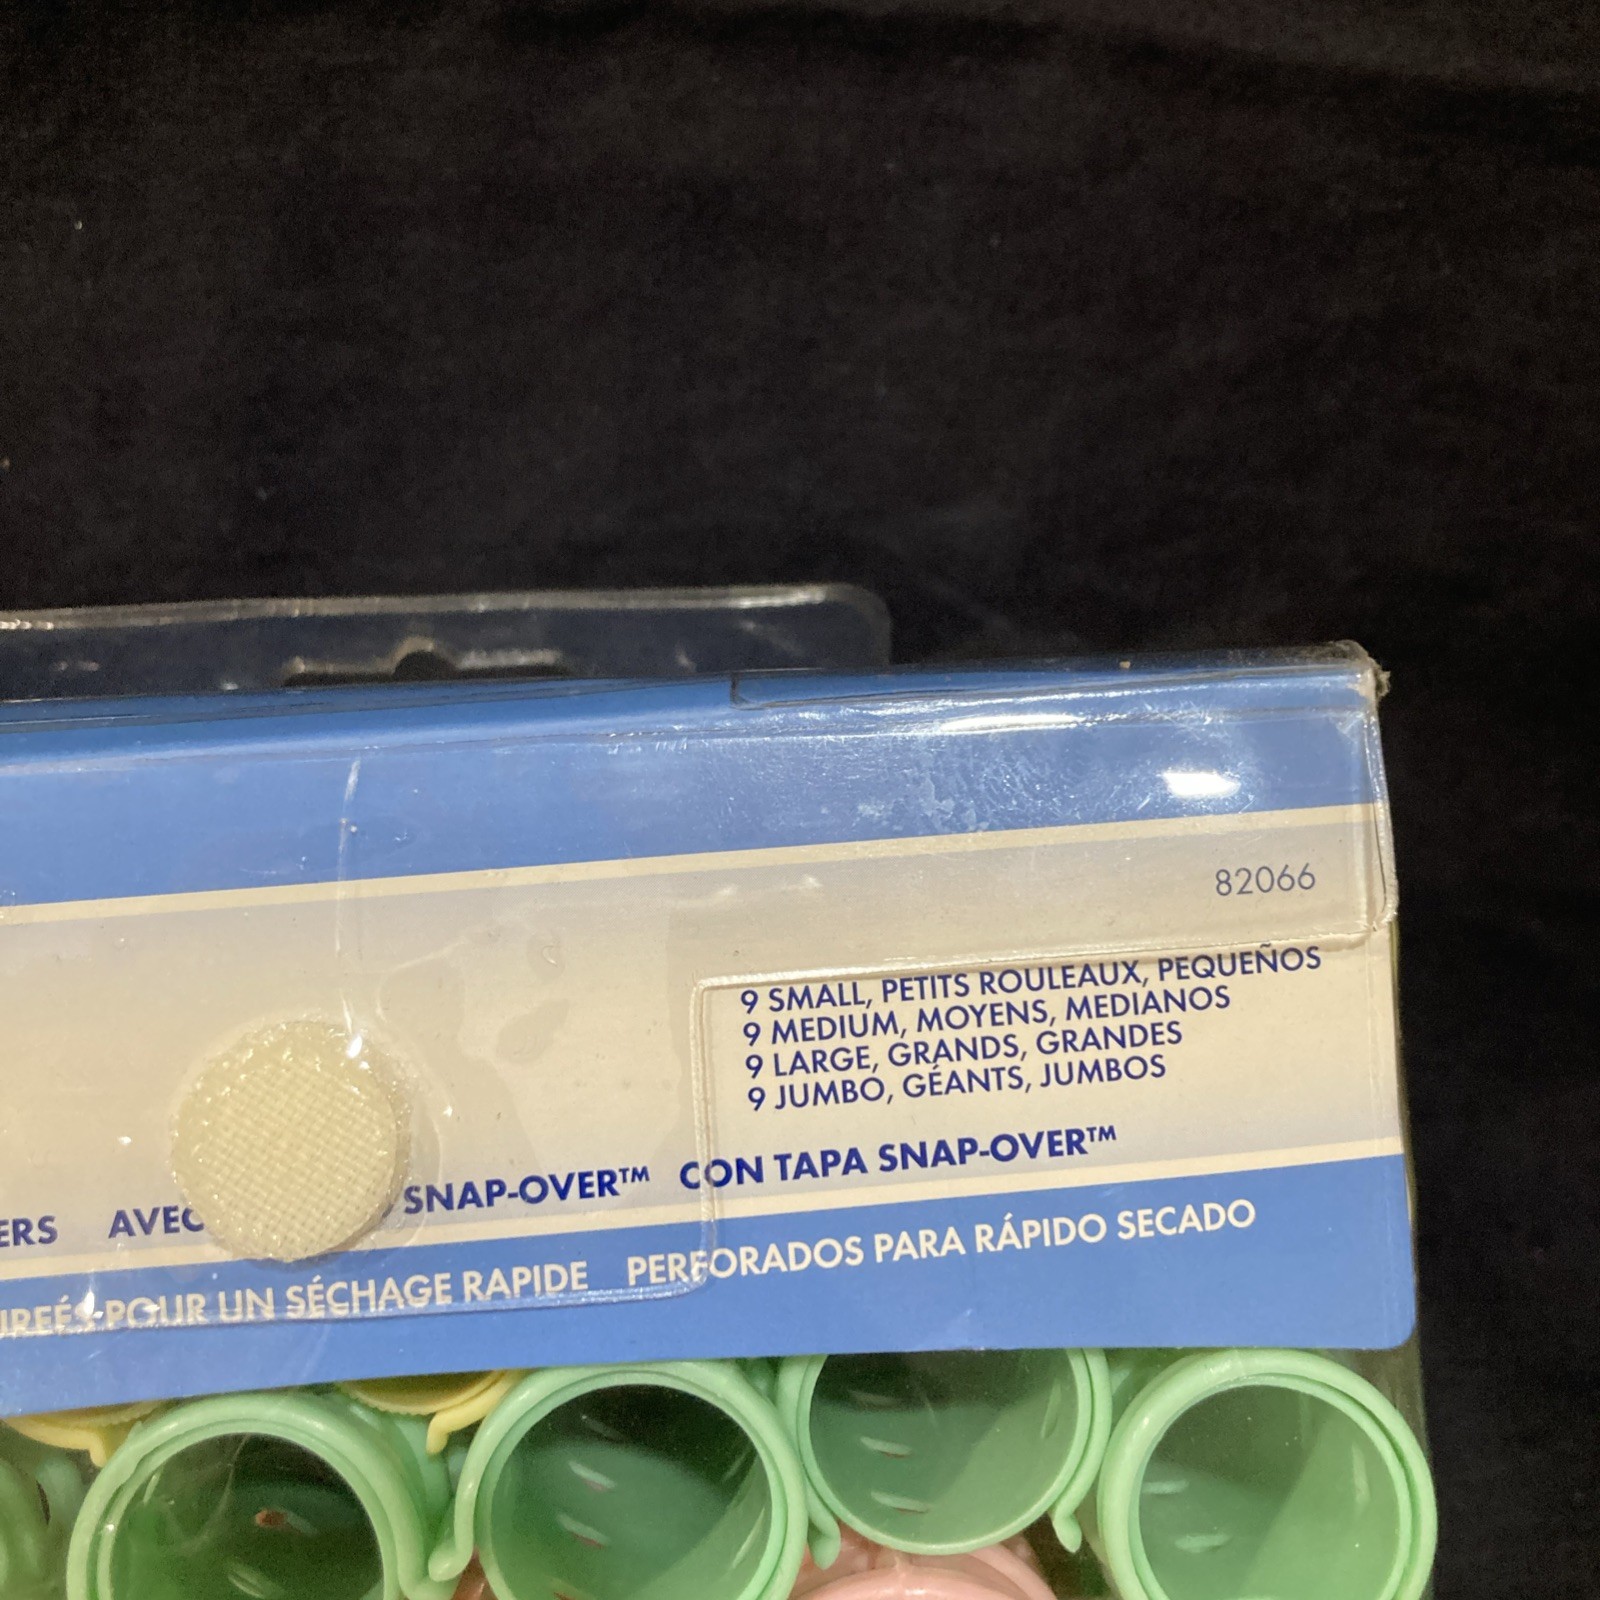 82066
9 SMALL, PETITS ROULEAUX, PEQUEÑOS
9 MEDIUM, MOYENS, MEDIANOS
9 LARGE, GRANDS, GRANDES
9 JUMBO, GÉANTS, JUMBOS
AVEC SNAP-OVER™ CON TAPA SNAP-OVER™
POUR UN SÉCHAGE RAPIDE PERFORADOS PARA RÁPIDO SECADO